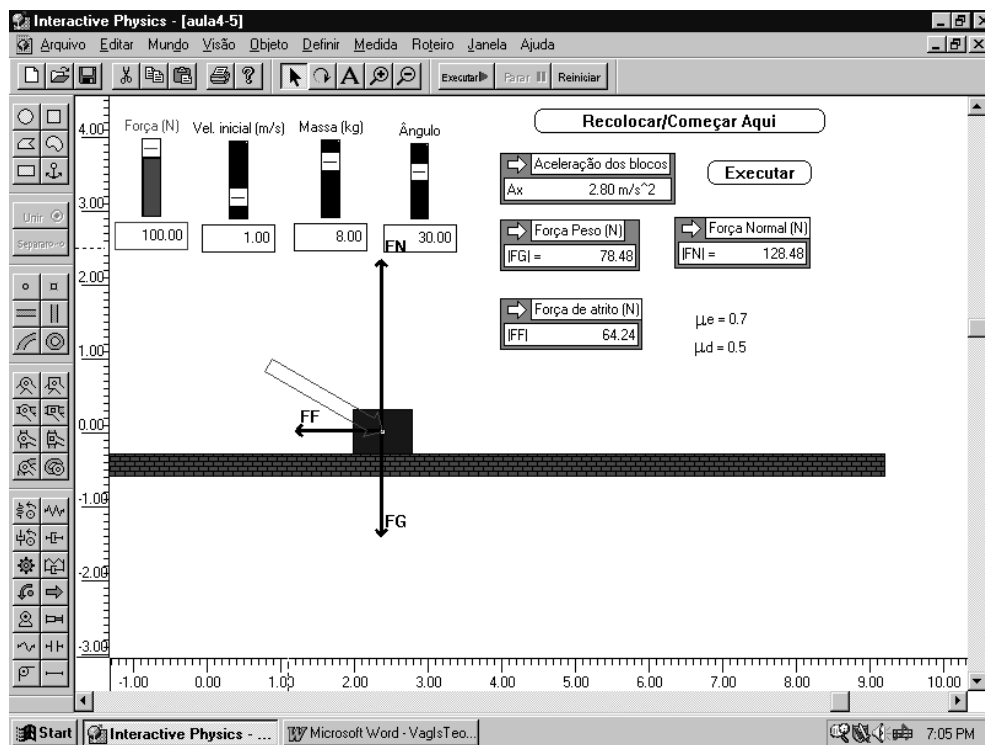 Interactive Physics - [aula4-5]
Arquivo Editar Mundo Visão Objeto Definir Medida Roteiro Janela Ajuda
A Executar Parar Reiniciar
Força (N) Vel. inicial (m/s) Massa (kg) Ângulo
100.00 1.00 8.00 30.00
Recolocar/Começar Aqui
Aceleração dos blocos
Ax 2.80 m/s^2
Executar
Força Peso (N)
|FG| = 78.48
Força Normal (N)
|FN| = 128.48
Força de atrito (N)
|FF| 64.24
µe = 0.7
µd = 0.5
Unir
Separar
FN
FF
FG
4.00
3.00
2.00
1.00
0.00
-1.00
-2.00
-3.00
-1.00 0.00 1.00 2.00 3.00 4.00 5.00 6.00 7.00 8.00 9.00 10.00
Start Interactive Physics - ... Microsoft Word - VagIsTeo... 7:05 PM